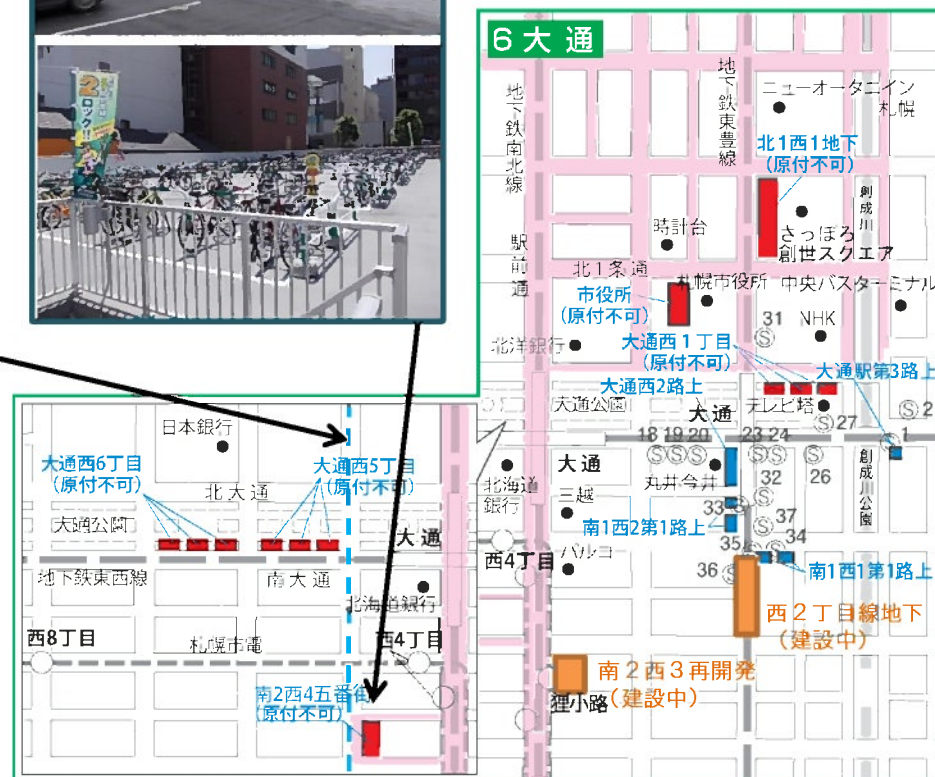 6 大 通
2
ロック!!
地下鉄南北線
地下鉄東豊線
ニューオータニイン
札幌
北1西1地下
(原付不可)
創成川
さっぽろ
創世スクエア
時計台
駅前通
北1条通
市役所
(原付不可)
札幌市役所
中央バスターミナル
31
Ⓢ
NHK
北洋銀行
大通西1丁目
(原付不可)
大通駅第3路上
大通西2路上
大通公園
大通
テレビ塔
Ⓢ27
Ⓢ2
18 19 20
ⓈⓈⓈ
23 24
ⓈⓈ
1
丸井今井
32
26
創成川公園
日本銀行
大通西6丁目
(原付不可)
大通西5丁目
(原付不可)
北大通
大通公園
大通
地下鉄東西線
南大通
北海道銀行
西8丁目
札幌市電
西4丁目
南2西4五番街
(原付不可)
北海道
銀行
大通
三越
33
南1西2第1路上
37
34
35
36
パルコ
西4丁目
南1西1第1路上
西2丁目線地下
(建設中)
南2西3再開発
(建設中)
狸小路